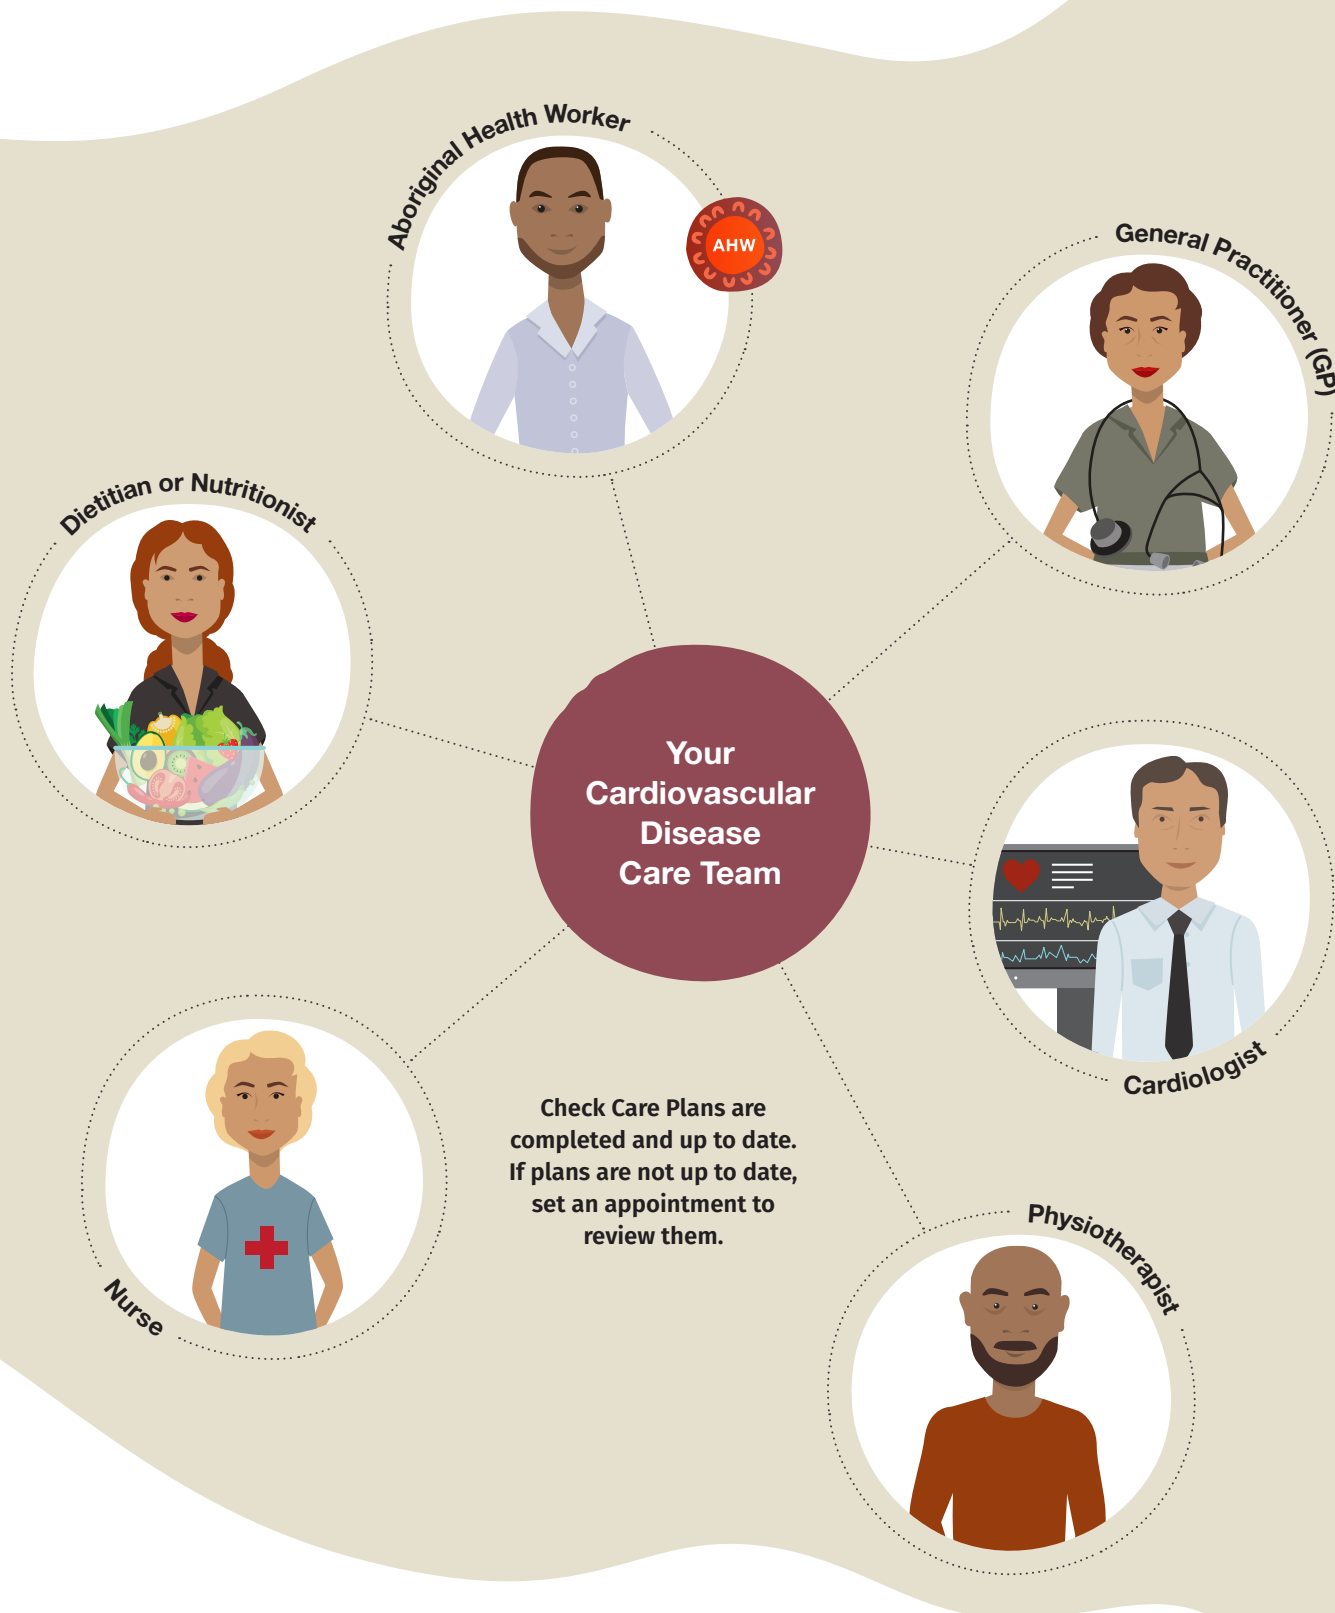 Aboriginal Health Worker
AHW
General Practitioner (GP)
Dietitian or Nutritionist
Your
Cardiovascular
Disease
Care Team
Cardiologist
Nurse
Check Care Plans are
completed and up to date.
If plans are not up to date,
set an appointment to
review them.
Physiotherapist